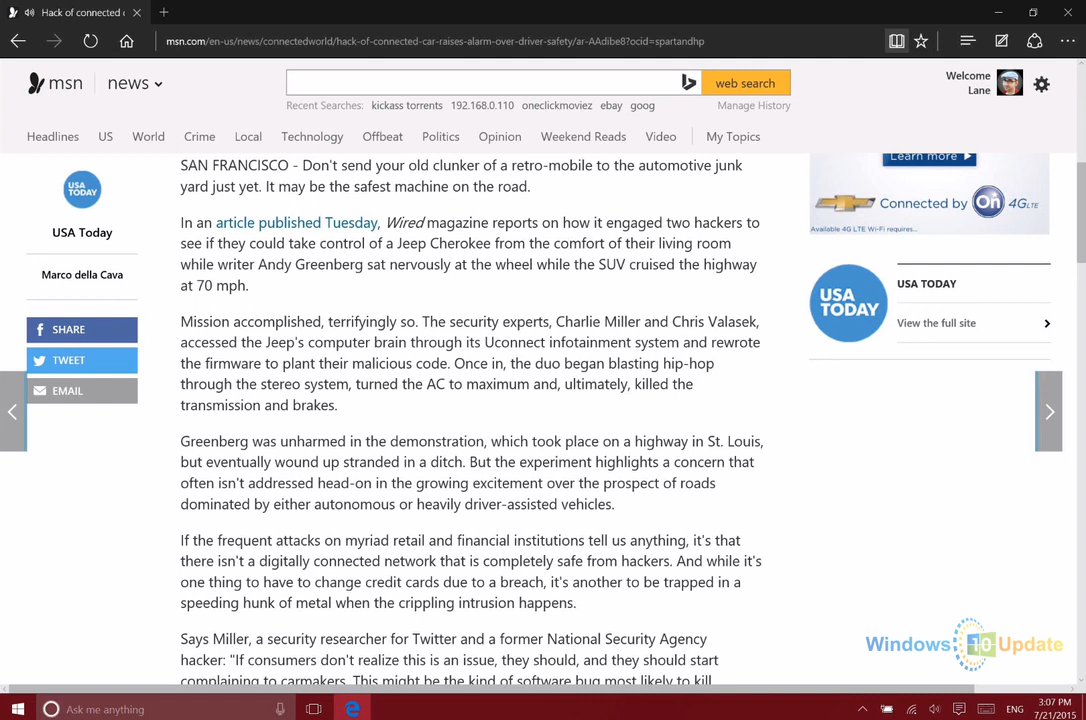 Hack of connected c
msn.com/en-us/news/connectedworld/hack-of-connected-car-raises-alarm-over-driver-safety/ar-AAdibe8?ocid=spartandhp
msn news
web search
Welcome
Lane
Recent Searches: kickass torrents 192.168.0.110 oneclickmoviez ebay goog Manage History
Headlines US World Crime Local Technology Offbeat Politics Opinion Weekend Reads Video My Topics
USA
TODAY
USA Today
Marco della Cava
SHARE
TWEET
EMAIL
SAN FRANCISCO - Don't send your old clunker of a retro-mobile to the automotive junk
yard just yet. It may be the safest machine on the road.
In an article published Tuesday, Wired magazine reports on how it engaged two hackers to
see if they could take control of a Jeep Cherokee from the comfort of their living room
while writer Andy Greenberg sat nervously at the wheel while the SUV cruised the highway
at 70 mph.
Mission accomplished, terrifyingly so. The security experts, Charlie Miller and Chris Valasek,
accessed the Jeep's computer brain through its Uconnect infotainment system and rewrote
the firmware to plant their malicious code. Once in, the duo began blasting hip-hop
through the stereo system, turned the AC to maximum and, ultimately, killed the
transmission and brakes.
Greenberg was unharmed in the demonstration, which took place on a highway in St. Louis,
but eventually wound up stranded in a ditch. But the experiment highlights a concern that
often isn't addressed head-on in the growing excitement over the prospect of roads
dominated by either autonomous or heavily driver-assisted vehicles.
If the frequent attacks on myriad retail and financial institutions tell us anything, it's that
there isn't a digitally connected network that is completely safe from hackers. And while it's
one thing to have to change credit cards due to a breach, it's another to be trapped in a
speeding hunk of metal when the crippling intrusion happens.
Says Miller, a security researcher for Twitter and a former National Security Agency
hacker: "If consumers don't realize this is an issue, they should, and they should start
complaining to carmakers. This might be the kind of software bug most likely to kill
Learn more
Connected by On 4G LTE
Available 4G LTE Wi-Fi requires...
USA
TODAY
USA TODAY
View the full site
Windows 10 Update
Ask me anything
ENG
3:07 PM
7/21/2015